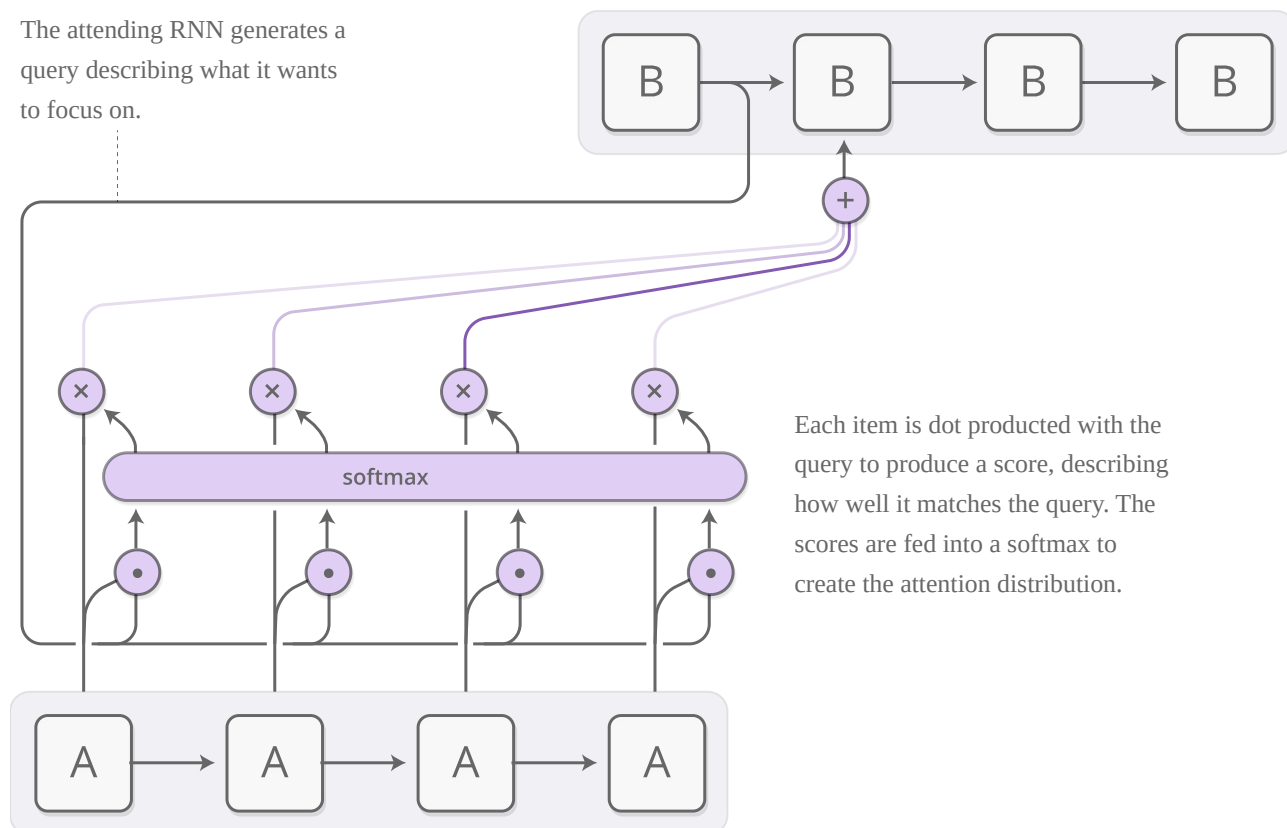 The attending RNN generates a
query describing what it wants
to focus on.
B B B B
+
× × × ×
softmax
• • • •
Each item is dot producted with the
query to produce a score, describing
how well it matches the query. The
scores are fed into a softmax to
create the attention distribution.
A A A A